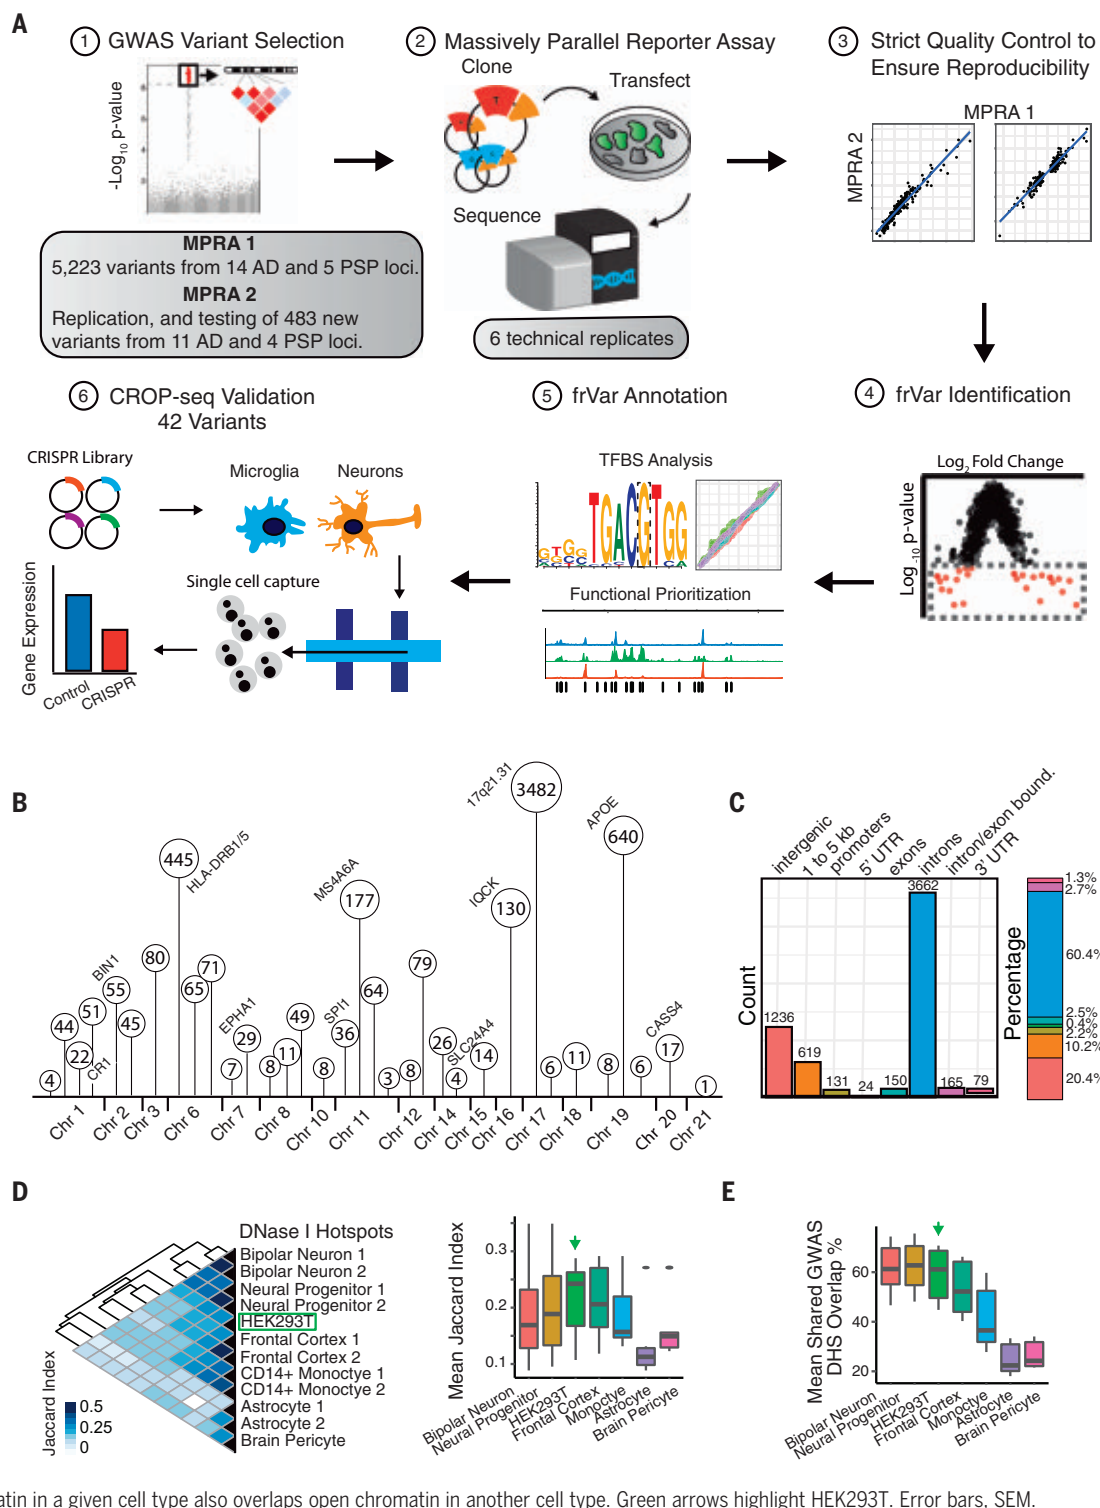 A
1 GWAS Variant Selection
-Log10 p-value
MPRA 1
5,223 variants from 14 AD and 5 PSP loci.
MPRA 2
Replication, and testing of 483 new
variants from 11 AD and 4 PSP loci.
2 Massively Parallel Reporter Assay
Clone
Transfect
Sequence
6 technical replicates
3 Strict Quality Control to
Ensure Reproducibility
MPRA 1
MPRA 2
6 CROP-seq Validation
42 Variants
CRISPR Library
Microglia
Neurons
Single cell capture
Gene Expression
Control
CRISPR
5 frVar Annotation
TFBS Analysis
Functional Prioritization
4 frVar Identification
Log2 Fold Change
Log -10 p-value
B
4
44
22
51
CR1
BIN1
55
45
80
445
HLA-DRB1/5
65
71
7
EPHA1
29
8
11
49
8
SPI1
36
MS4A6A
177
64
3
8
79
26
SLC24A4
4
14
IQCK
130
17q21.31
3482
6
11
8
APOE
640
6
CASS4
17
1
Chr 1
Chr 2
Chr 3
Chr 6
Chr 7
Chr 8
Chr 10
Chr 11
Chr 12
Chr 14
Chr 15
Chr 16
Chr 17
Chr 18
Chr 19
Chr 20
Chr 21
C
intergenic
1 to 5 kb
promoters
5' UTR
exons
introns
intron/exon bound.
3' UTR
Count
1236
619
131
24
150
3662
165
79
Percentage
1.3%
2.7%
60.4%
2.5%
0.4%
2.2%
10.2%
20.4%
D
DNase I Hotspots
Bipolar Neuron 1
Bipolar Neuron 2
Neural Progenitor 1
Neural Progenitor 2
HEK293T
Frontal Cortex 1
Frontal Cortex 2
CD14+ Monoctye 1
CD14+ Monoctye 2
Astrocyte 1
Astrocyte 2
Brain Pericyte
Jaccard Index
0.5
0.25
0
Mean Jaccard Index
0.3
0.2
0.1
Bipolar Neuron
Neural Progenitor
HEK293T
Frontal Cortex
Monoctye
Astrocyte
Brain Pericyte
E
Mean Shared GWAS
DHS Overlap %
60
40
20
Bipolar Neuron
Neural Progenitor
HEK293T
Frontal Cortex
Monocyte
Astrocyte
Brain Pericyte
atin in a given cell type also overlaps open chromatin in another cell type. Green arrows highlight HEK293T. Error bars, SEM.